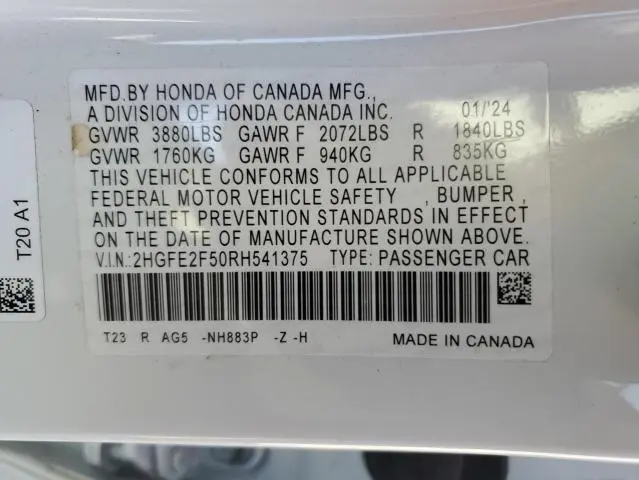 MFD.BY HONDA OF CANADA MFG.,
A DIVISION OF HONDA CANADA INC. 01/'24
GVWR 3880LBS GAWR F 2072LBS R 1840LBS
GVWR 1760KG GAWR F 940KG R 835KG
THIS VEHICLE CONFORMS TO ALL APPLICABLE
FEDERAL MOTOR VEHICLE SAFETY , BUMPER ,
AND THEFT PREVENTION STANDARDS IN EFFECT
ON THE DATE OF MANUFACTURE SHOWN ABOVE.
V.I.N: 2HGFE2F50RH541375 TYPE: PASSENGER CAR
T23 R AG5 -NH883P -Z -H MADE IN CANADA
T20 A1